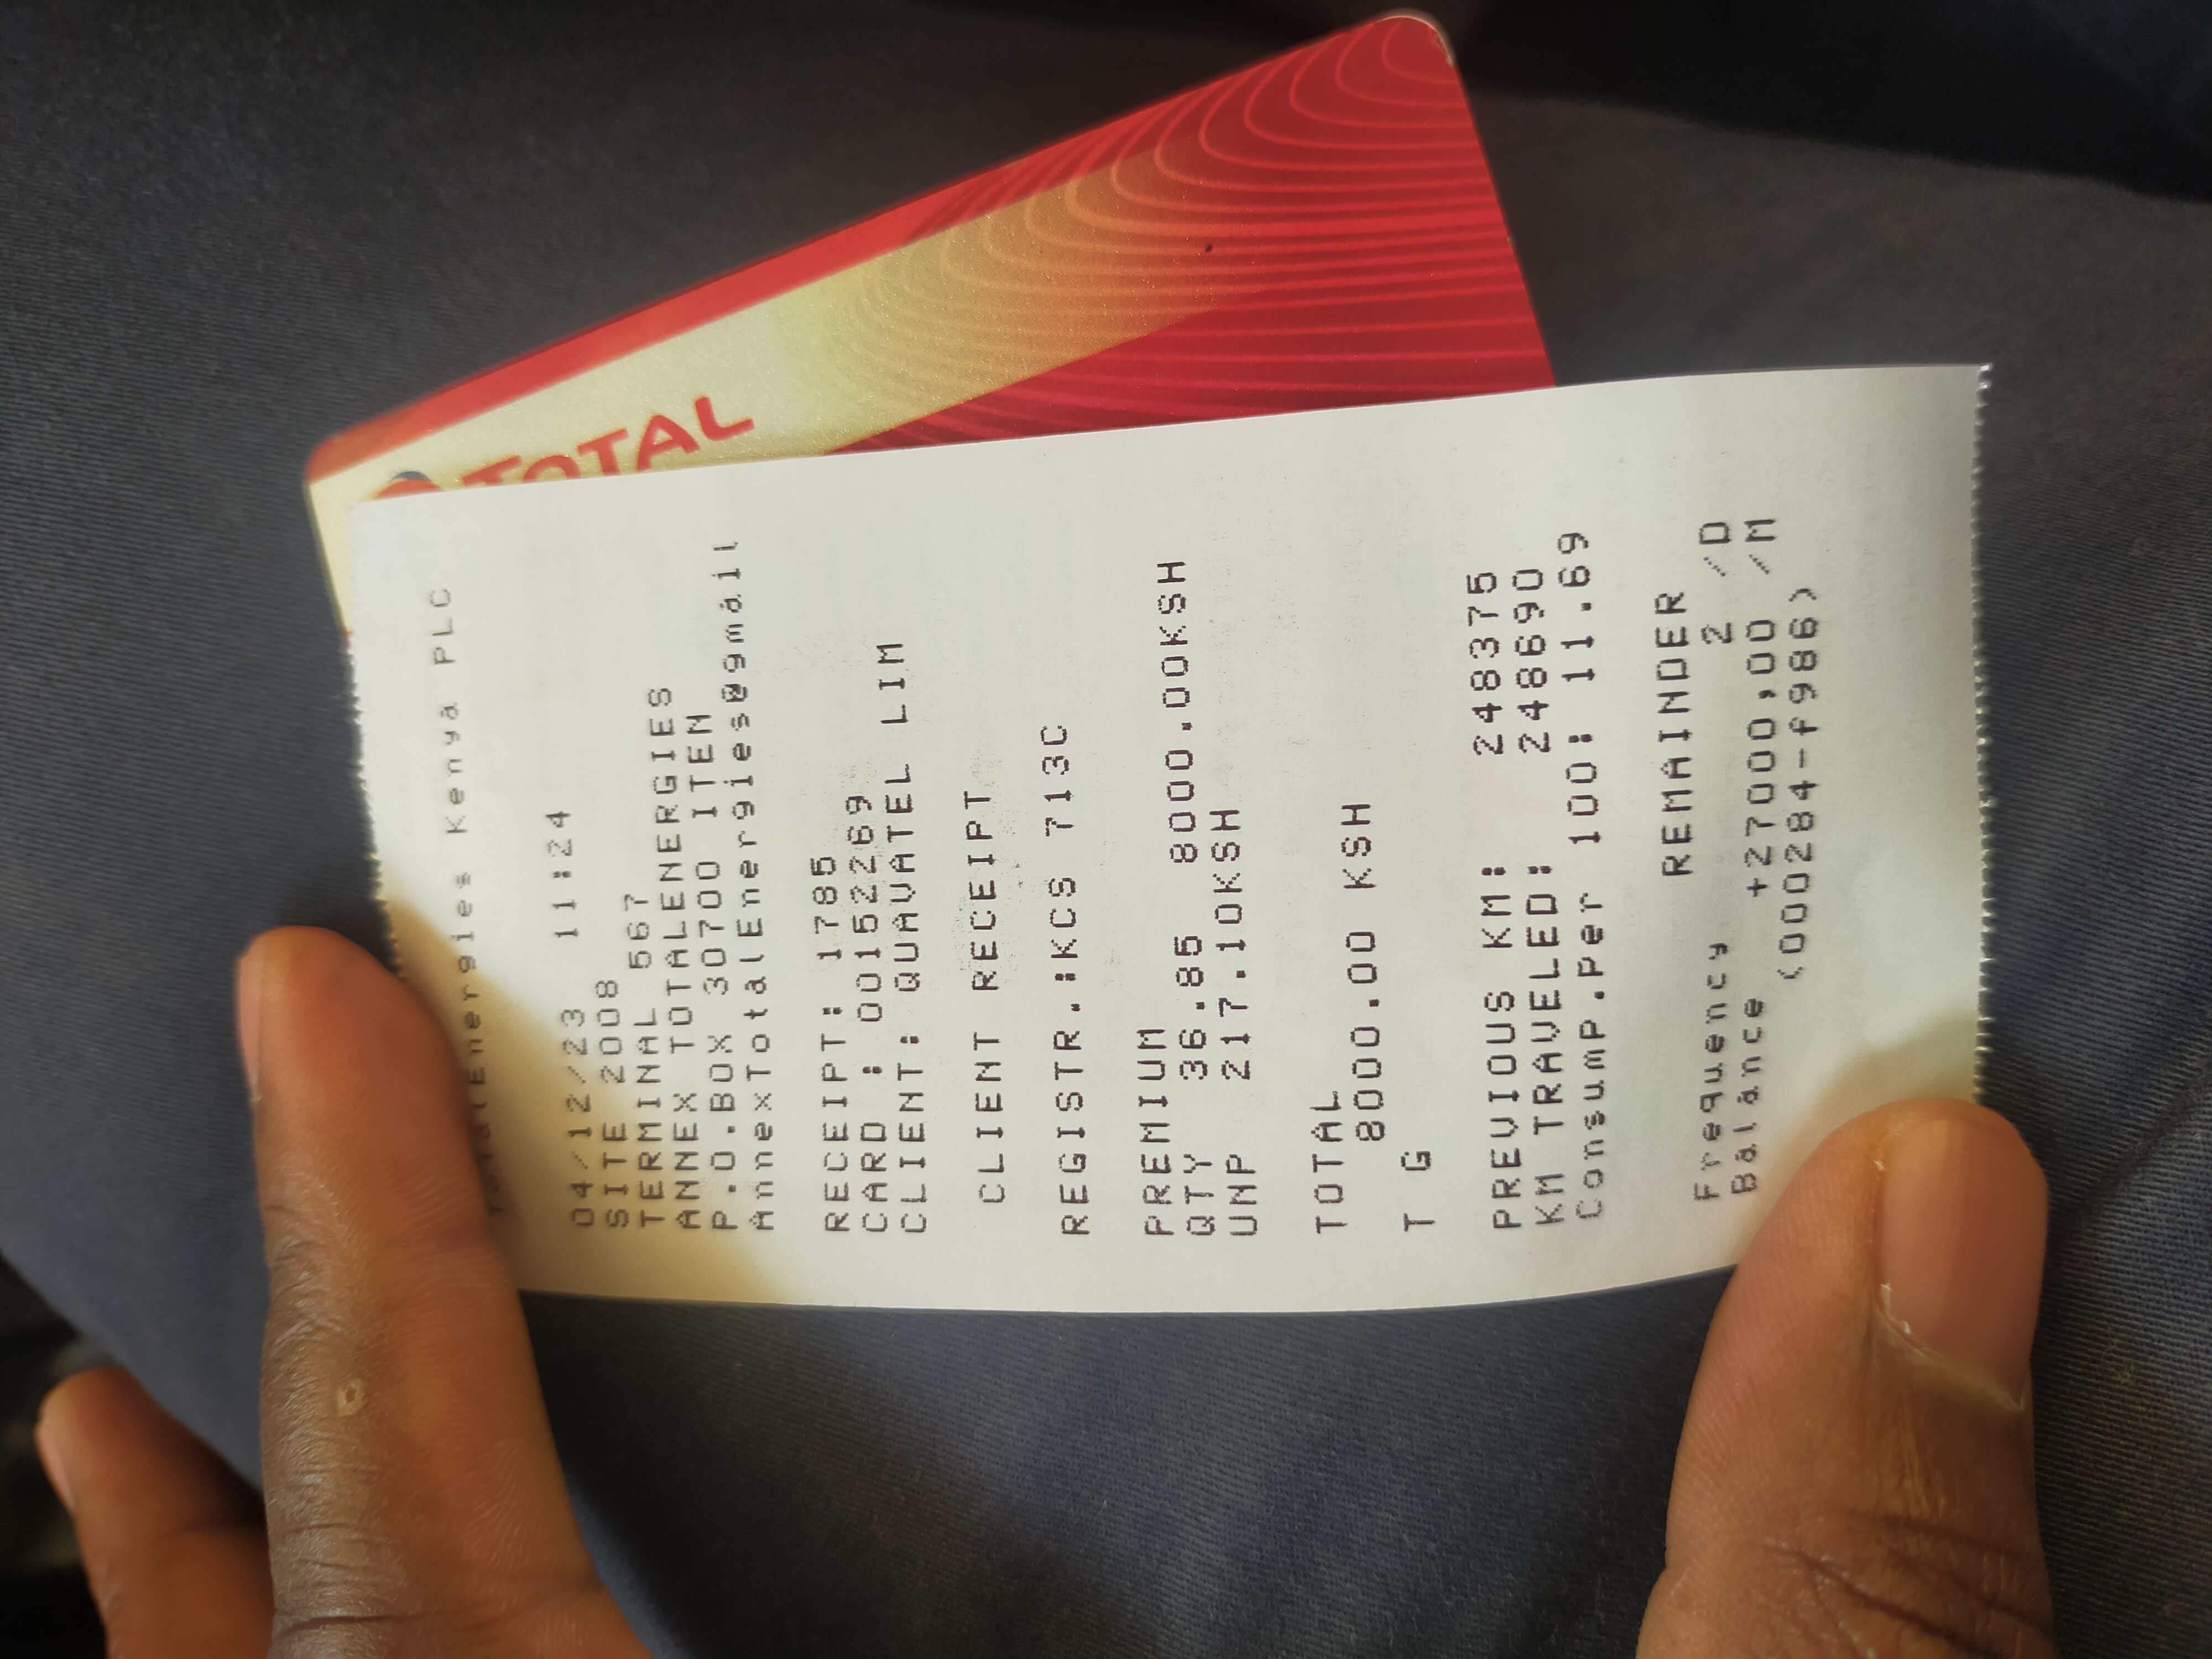 TOTAL
TotalEnergies Kenya PLC
04/12/23 11:24
SITE 2008
TERMINAL 567
ANNEX TOTALENERGIES
P.O.BOX 30700 ITEN
AnnexTotalEnergies@gmail
RECEIPT: 1785
CARD : 00152269
CLIENT: QUAVATEL LIM
CLIENT RECEIPT
REGISTR.:KCS 713C
PREMIUM
QTY 36.85 8000.00KSH
UNP 217.10KSH
TOTAL
8000.00 KSH
T G
PREVIOUS KM: 248375
KM TRAVELED: 248690
Consump.Per 100: 11.69
REMAINDER
Frequency 2 /D
Balance +27000,00 /M
(000284-f986)